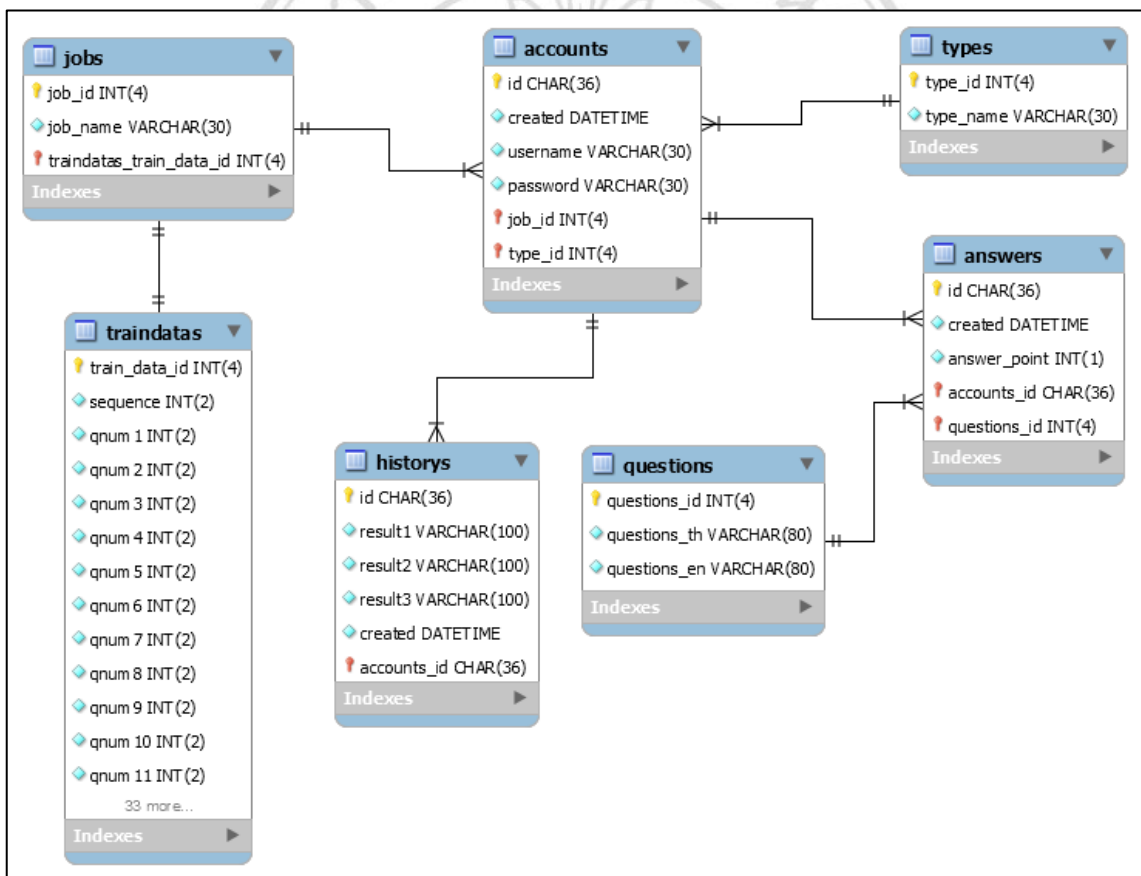 jobs
job_id INT(4)
job_name VARCHAR(30)
traindatas_train_data_id INT(4)
Indexes
accounts
id CHAR(36)
created DATETIME
username VARCHAR(30)
password VARCHAR(30)
job_id INT(4)
type_id INT(4)
Indexes
types
type_id INT(4)
type_name VARCHAR(30)
Indexes
answers
id CHAR(36)
created DATETIME
answer_point INT(1)
accounts_id CHAR(36)
questions_id INT(4)
Indexes
traindatas
train_data_id INT(4)
sequence INT(2)
qnum 1 INT(2)
qnum 2 INT(2)
qnum 3 INT(2)
qnum 4 INT(2)
qnum 5 INT(2)
qnum 6 INT(2)
qnum 7 INT(2)
qnum 8 INT(2)
qnum 9 INT(2)
qnum 10 INT(2)
qnum 11 INT(2)
33 more...
Indexes
historys
id CHAR(36)
result1 VARCHAR(100)
result2 VARCHAR(100)
result3 VARCHAR(100)
created DATETIME
accounts_id CHAR(36)
Indexes
questions
questions_id INT(4)
questions_th VARCHAR(80)
questions_en VARCHAR(80)
Indexes